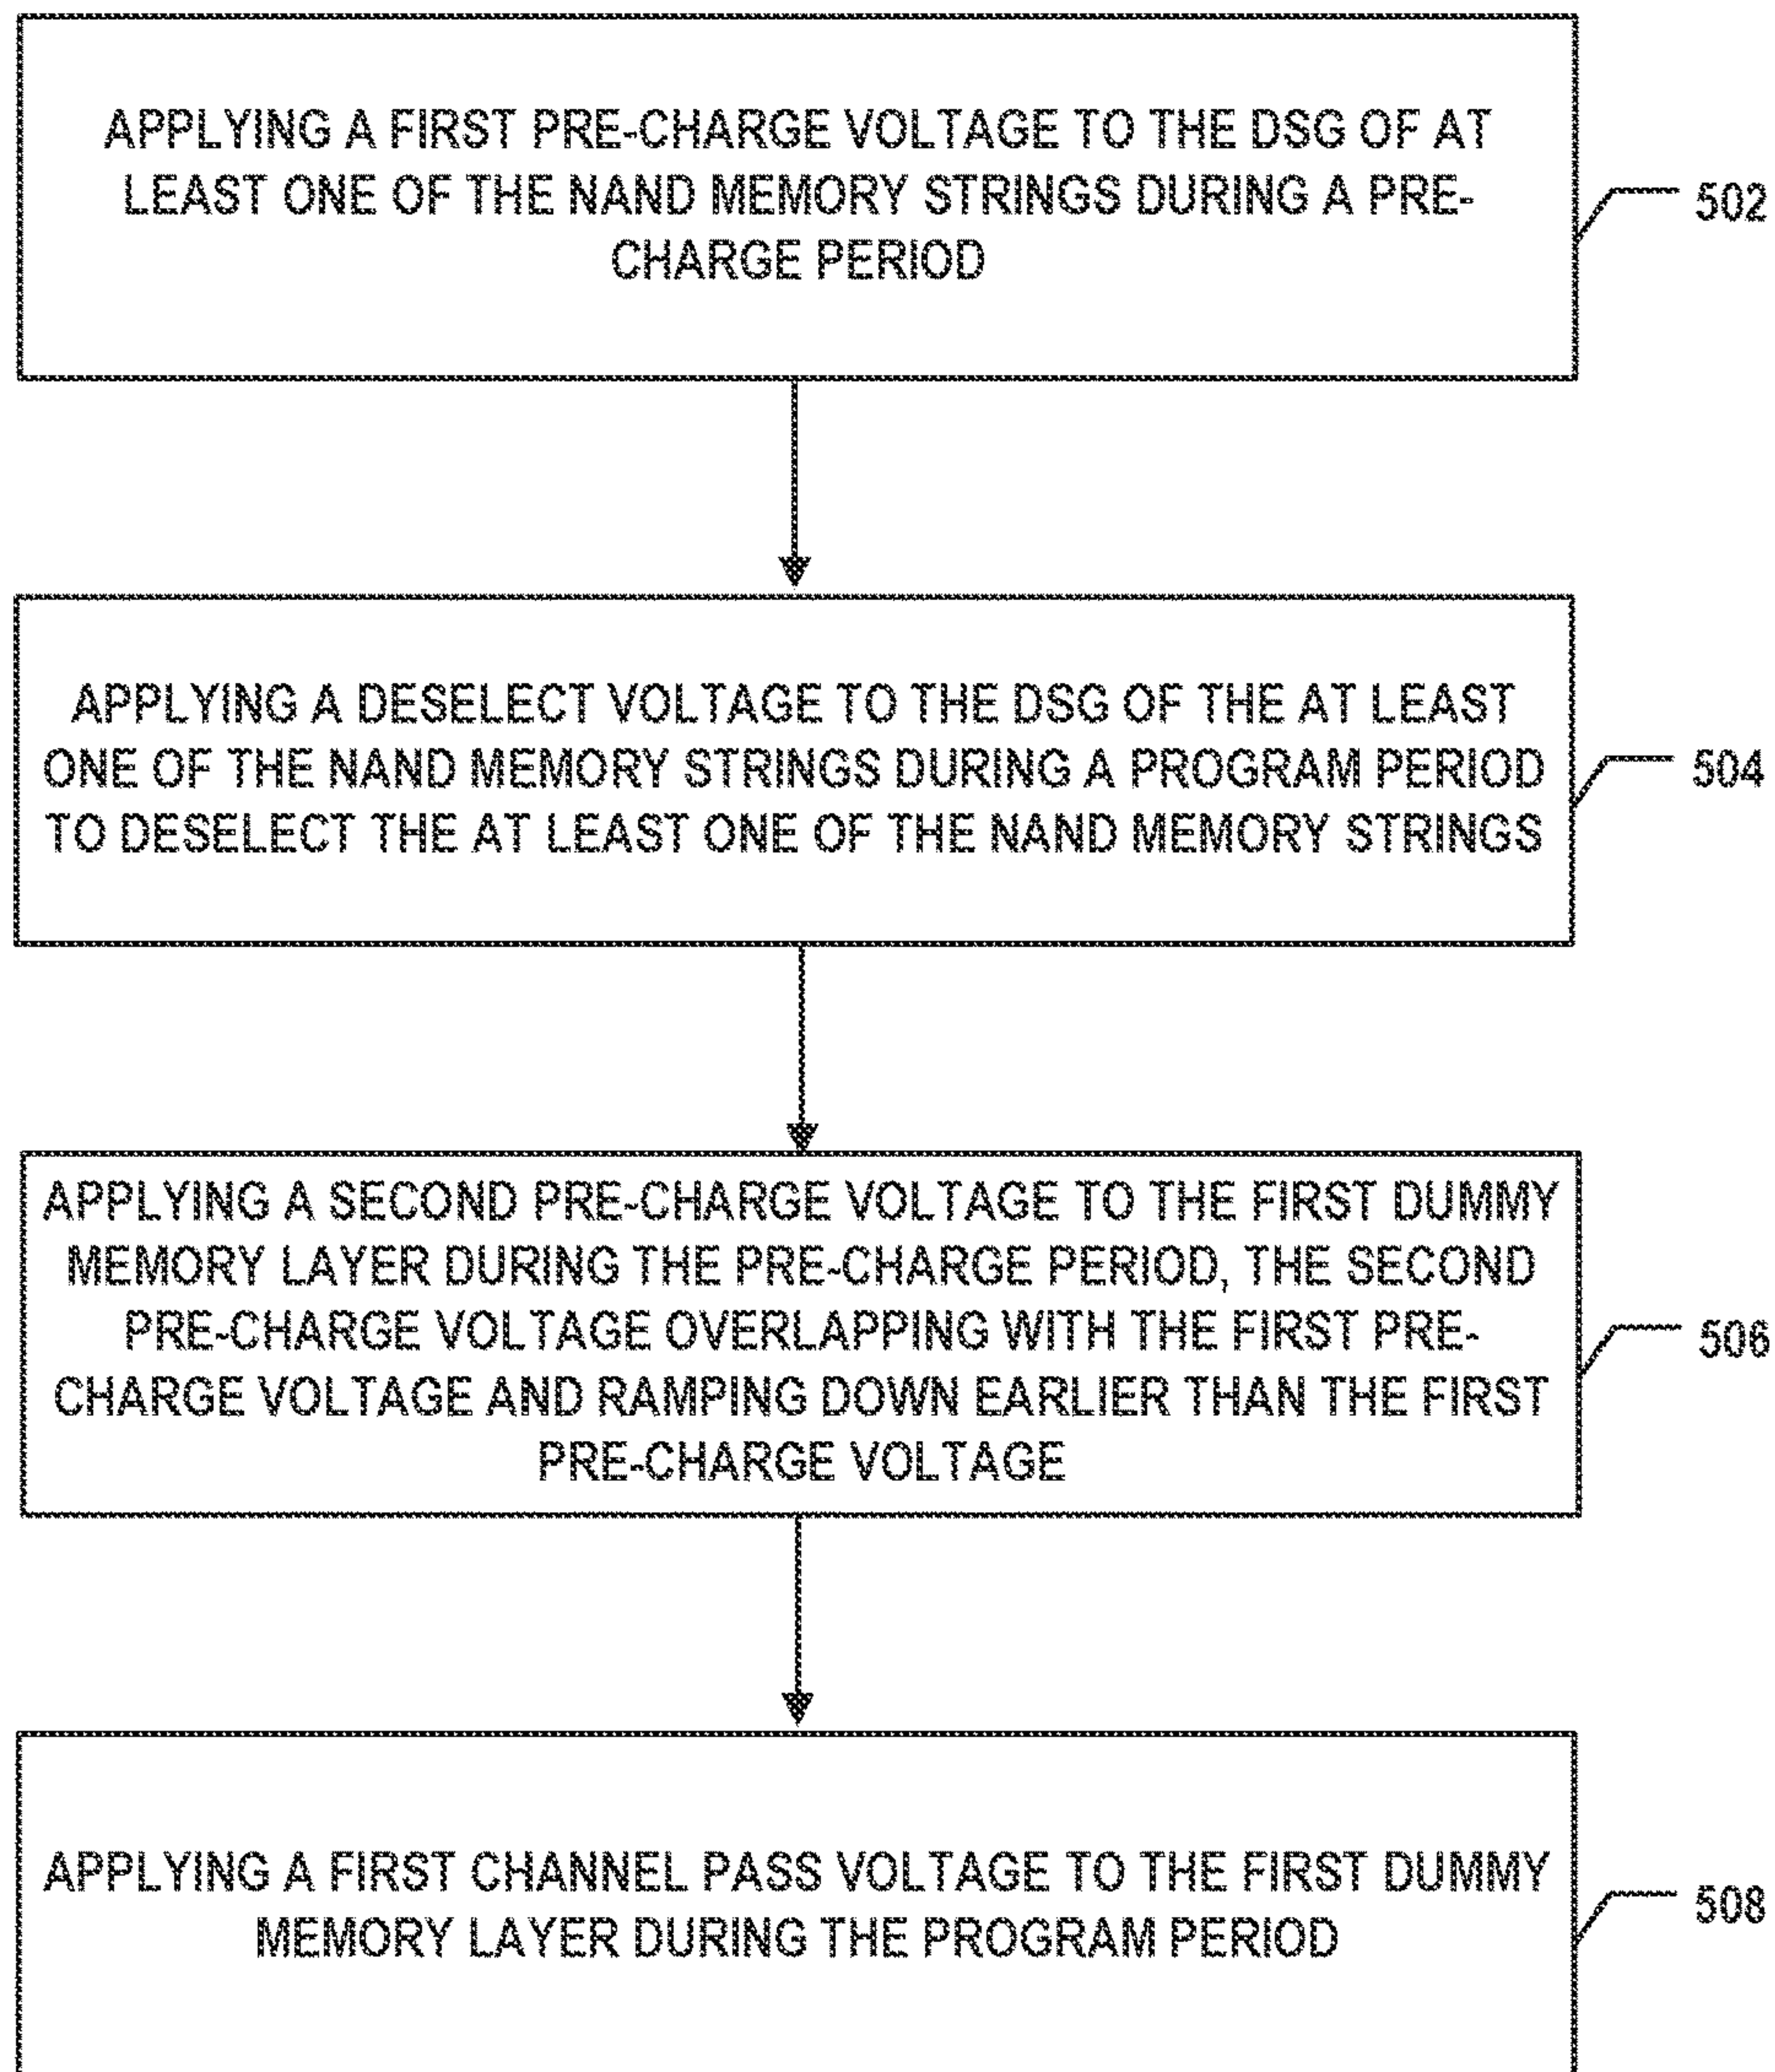 APPLYING A FIRST PRE-CHARGE VOLTAGE TO THE DSG OF AT
LEAST ONE OF THE NAND MEMORY STRINGS DURING A PRE-
CHARGE PERIOD
502
APPLYING A DESELECT VOLTAGE TO THE DSG OF THE AT LEAST
ONE OF THE NAND MEMORY STRINGS DURING A PROGRAM PERIOD
TO DESELECT THE AT LEAST ONE OF THE NAND MEMORY STRINGS
504
APPLYING A SECOND PRE-CHARGE VOLTAGE TO THE FIRST DUMMY
MEMORY LAYER DURING THE PRE-CHARGE PERIOD, THE SECOND
PRE-CHARGE VOLTAGE OVERLAPPING WITH THE FIRST PRE-
CHARGE VOLTAGE AND RAMPING DOWN EARLIER THAN THE FIRST
PRE-CHARGE VOLTAGE
506
APPLYING A FIRST CHANNEL PASS VOLTAGE TO THE FIRST DUMMY
MEMORY LAYER DURING THE PROGRAM PERIOD
508